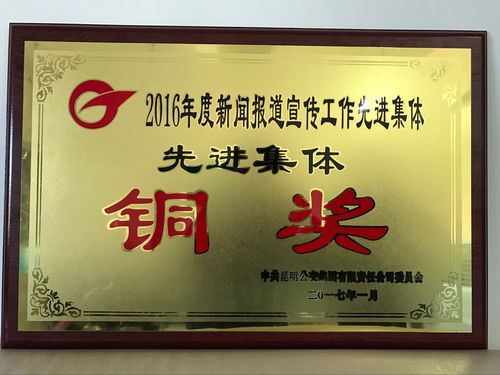 2016年度新闻报道宣传工作先进集体
先进集体
铜奖
中共昆明公交集团有限责任公司委员会
二〇一七年一月